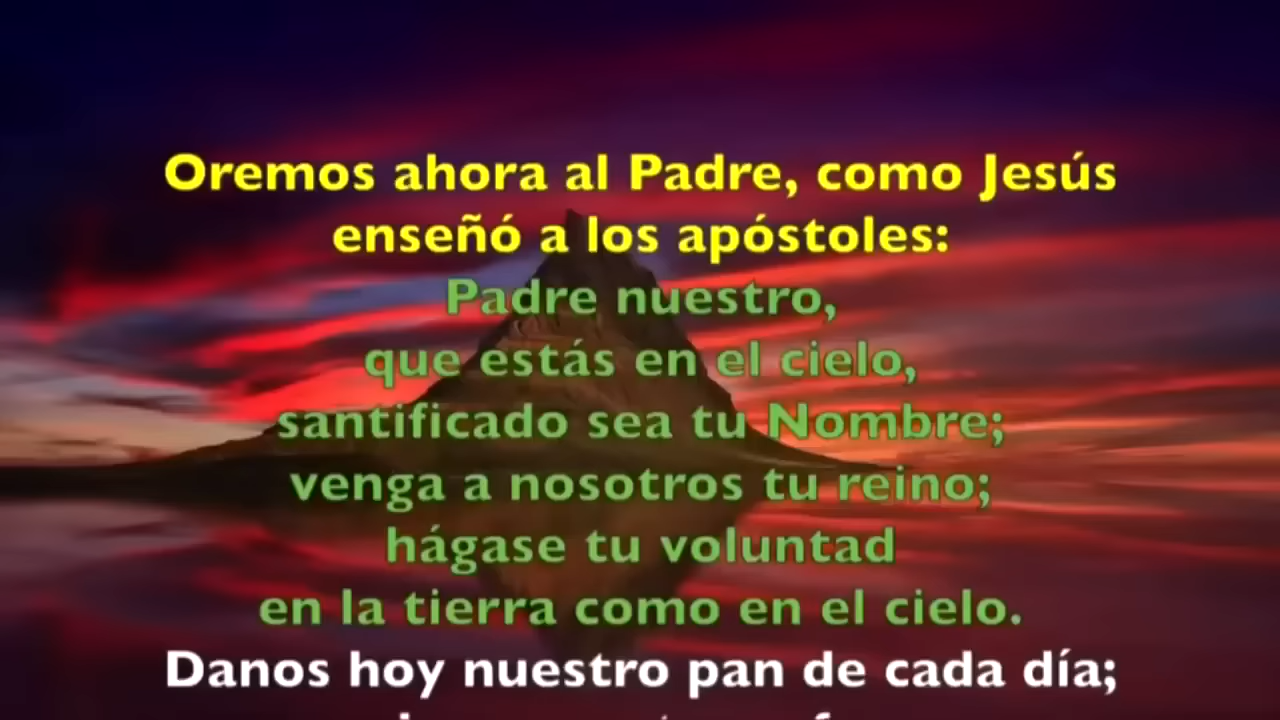 Oremos ahora al Padre, como Jesús
enseñó a los apóstoles:
Padre nuestro,
que estás en el cielo,
santificado sea tu Nombre;
venga a nosotros tu reino;
hágase tu voluntad
en la tierra como en el cielo.
Danos hoy nuestro pan de cada día;